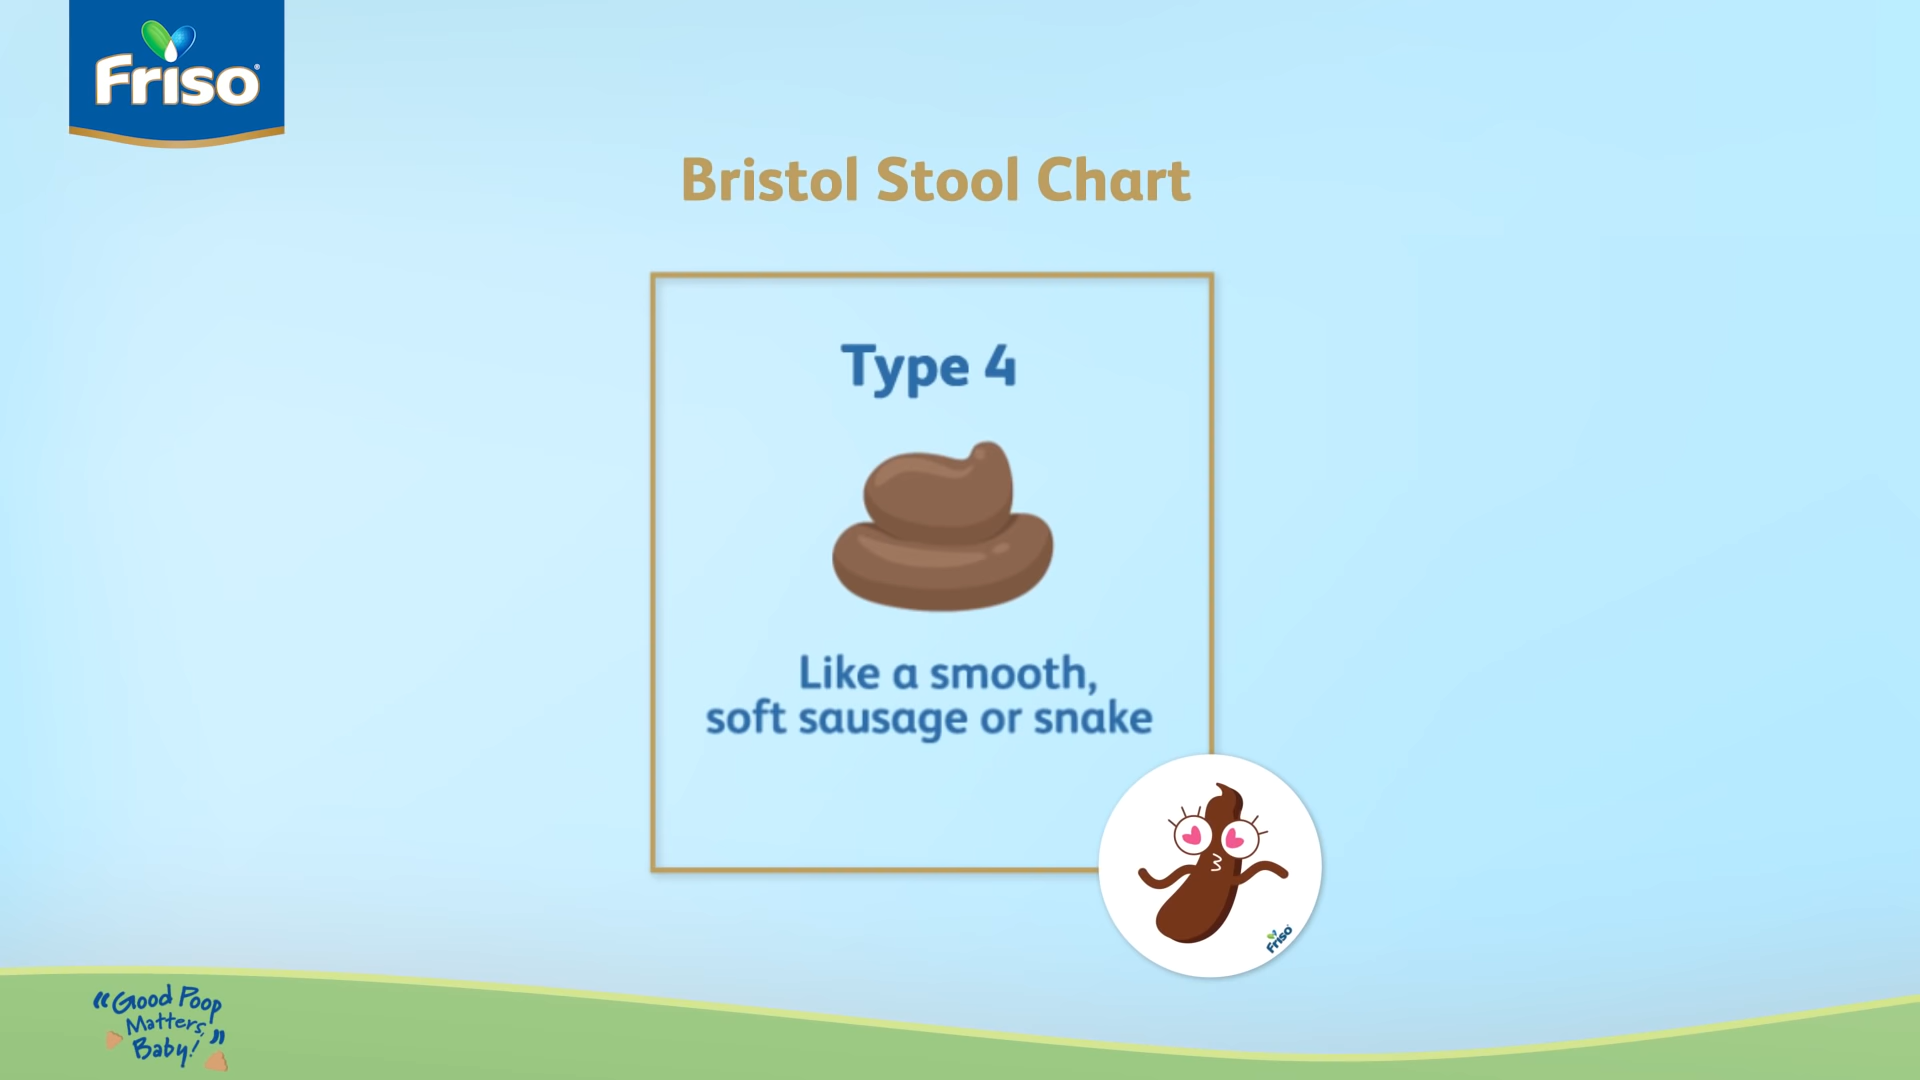 Friso
Bristol Stool Chart
Type 4
Like a smooth,
soft sausage or snake
Friso
"Good Poop
Matters,
Baby!"